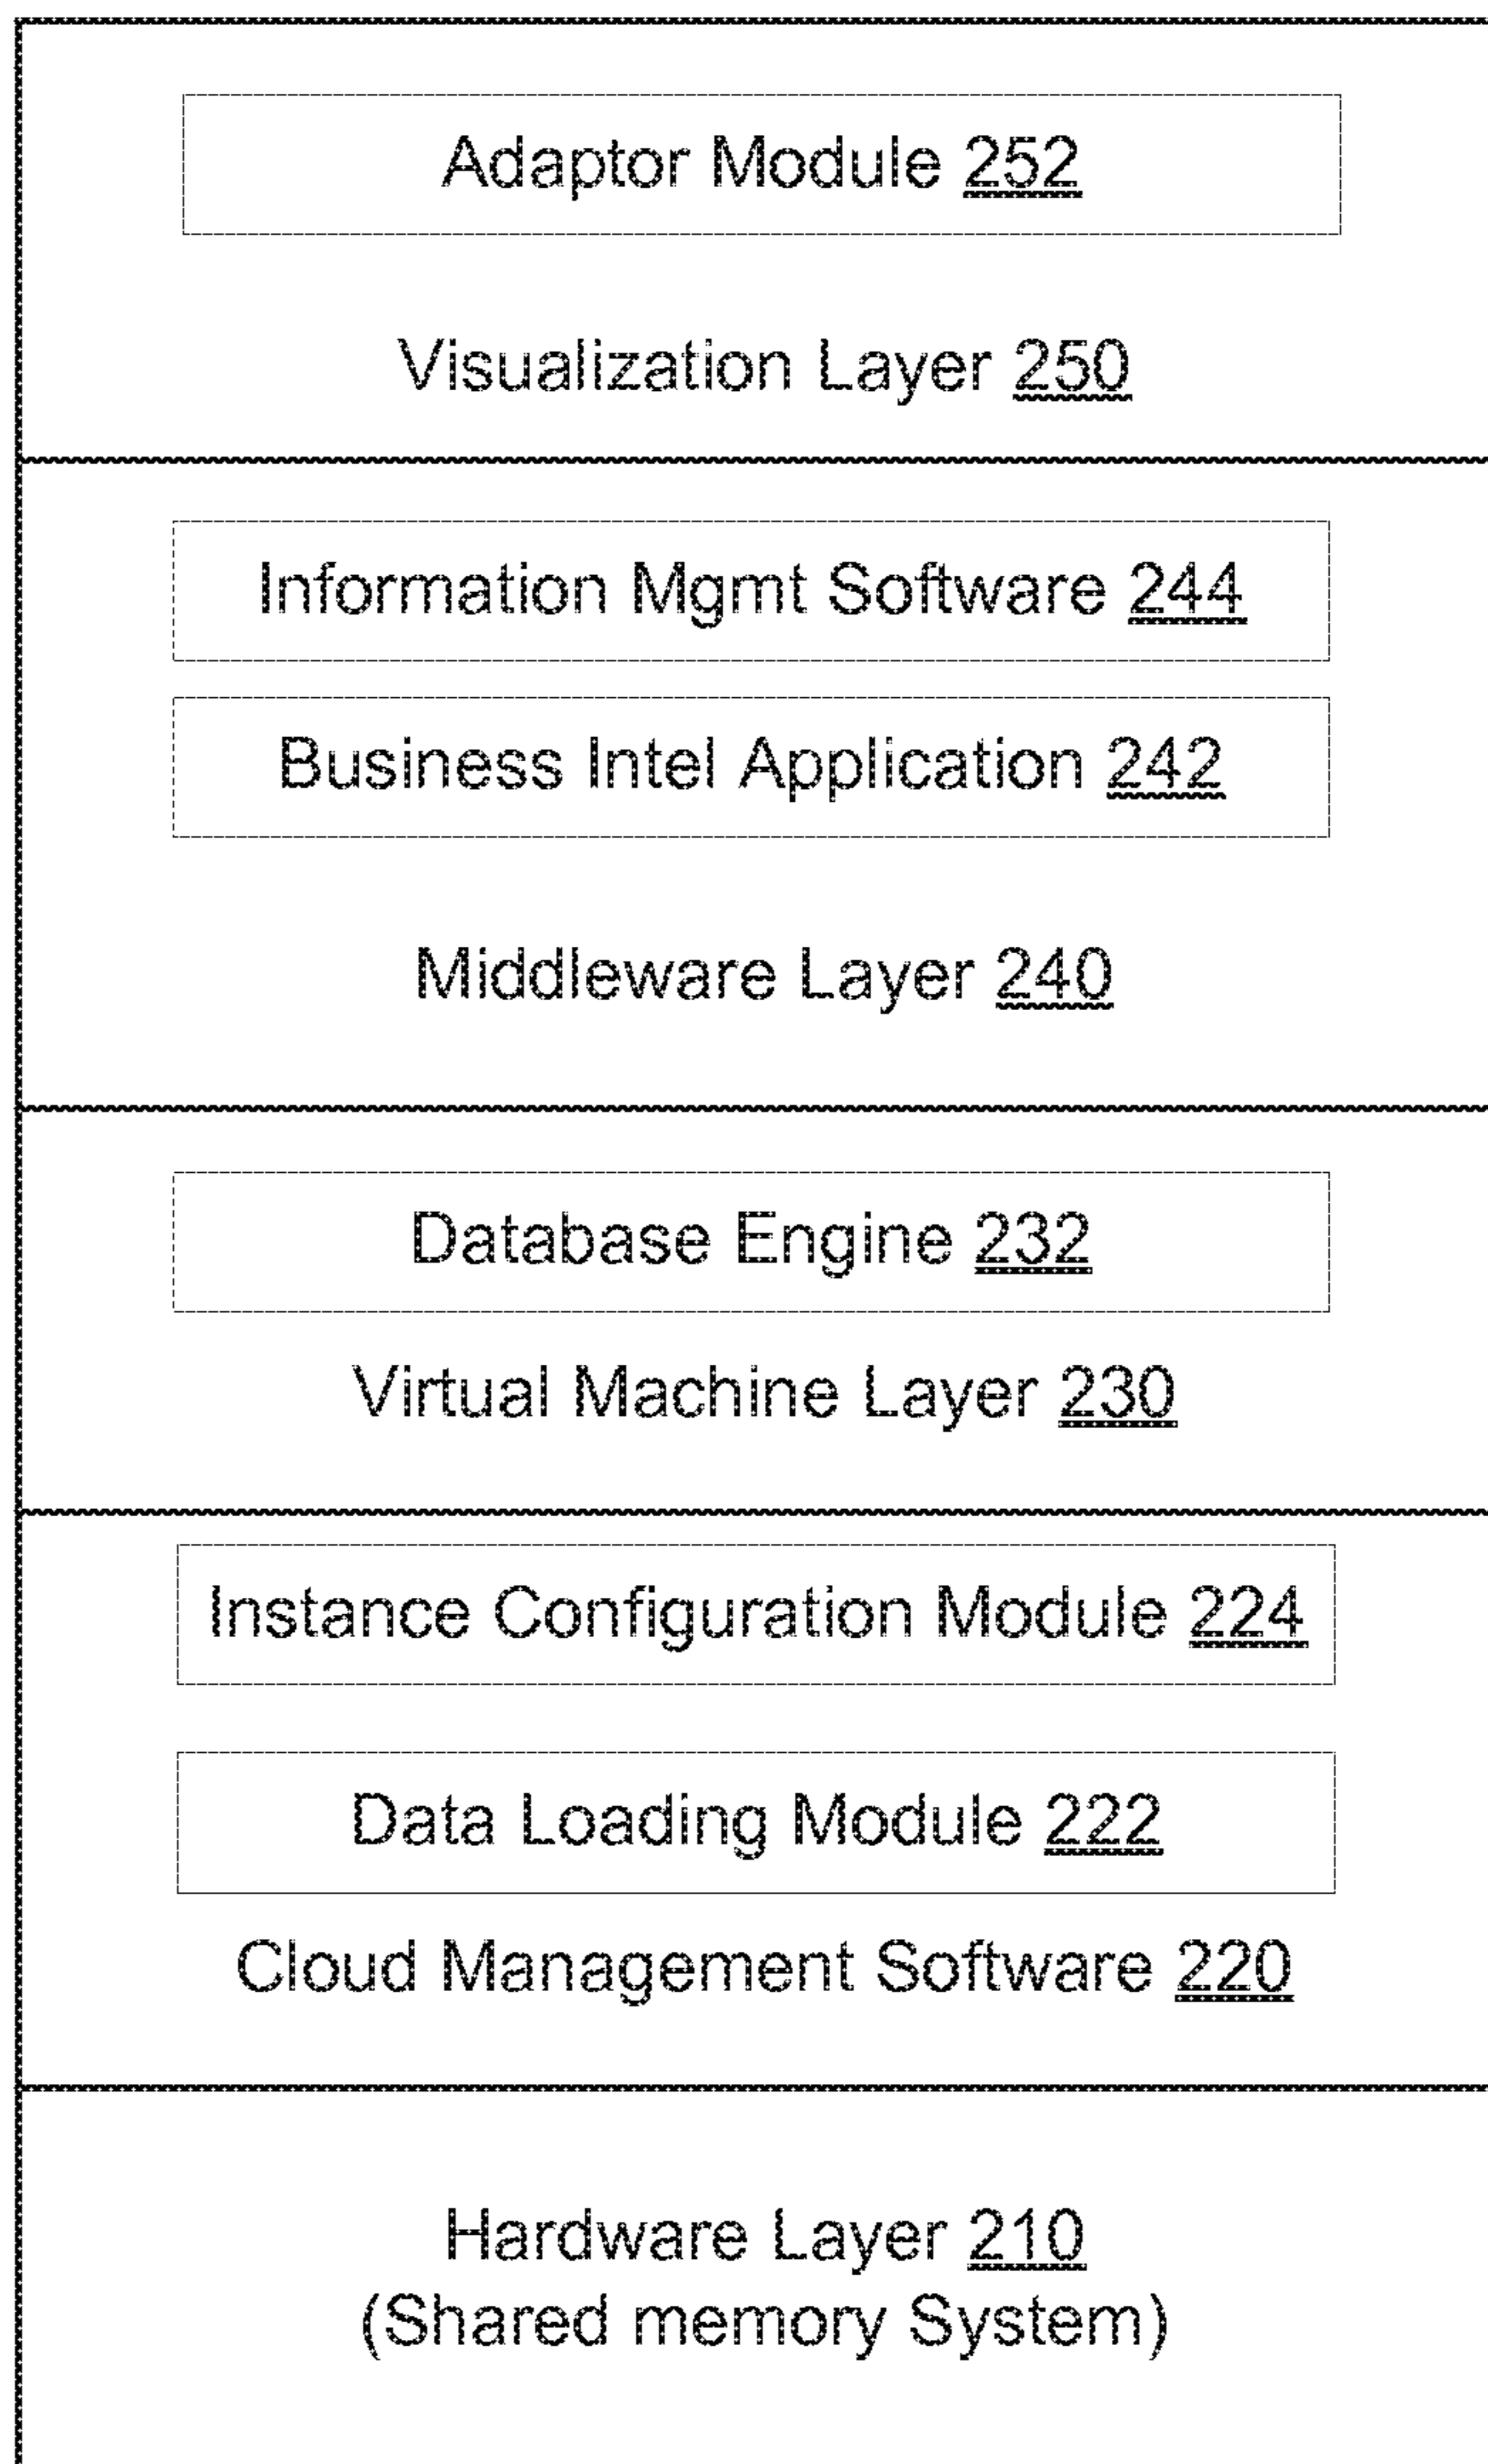 Adaptor Module 252
Visualization Layer 250
Information Mgmt Software 244
Business Intel Application 242
Middleware Layer 240
Database Engine 232
Virtual Machine Layer 230
Instance Configuration Module 224
Data Loading Module 222
Cloud Management Software 220
Hardware Layer 210
(Shared memory System)